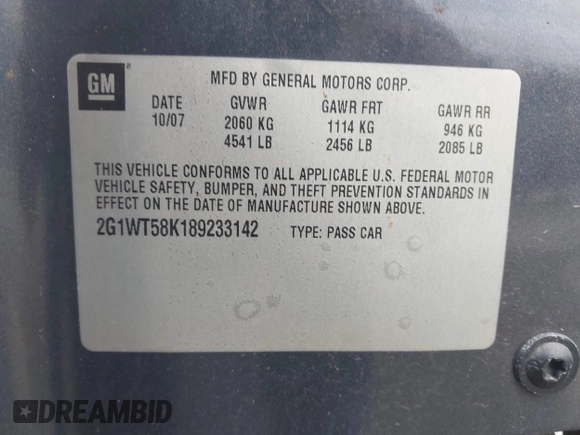 GM
MFD BY GENERAL MOTORS CORP.
DATE GVWR GAWR FRT GAWR RR
10/07 2060 KG 1114 KG 946 KG
4541 LB 2456 LB 2085 LB
THIS VEHICLE CONFORMS TO ALL APPLICABLE U.S. FEDERAL MOTOR
VEHICLE SAFETY, BUMPER, AND THEFT PREVENTION STANDARDS IN
EFFECT ON THE DATE OF MANUFACTURE SHOWN ABOVE.
2G1WT58K189233142 TYPE: PASS CAR
DREAMBID